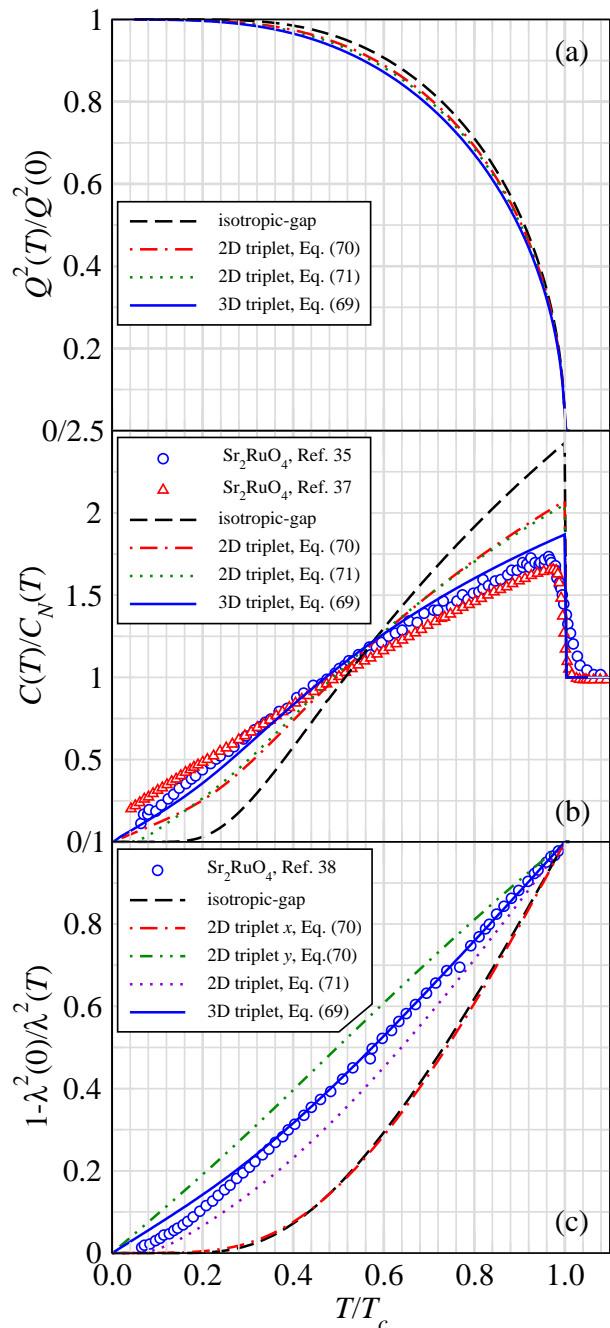 (a)
1
0.8
0.6
0.4
0.2
Q²(T)/Q²(0)
isotropic-gap
2D triplet, Eq. (70)
2D triplet, Eq. (71)
3D triplet, Eq. (69)
0/2.5
2
1.5
1
0.5
C(T)/C_N(T)
Sr₂RuO₄, Ref. 35
Sr₂RuO₄, Ref. 37
isotropic-gap
2D triplet, Eq. (70)
2D triplet, Eq. (71)
3D triplet, Eq. (69)
(b)
0/1
0.8
0.6
0.4
0.2
0
1-λ²(0)/λ²(T)
Sr₂RuO₄, Ref. 38
isotropic-gap
2D triplet x, Eq. (70)
2D triplet y, Eq.(70)
2D triplet, Eq. (71)
3D triplet, Eq. (69)
(c)
0 0.2 0.4 0.6 0.8 1.0
T/T_c